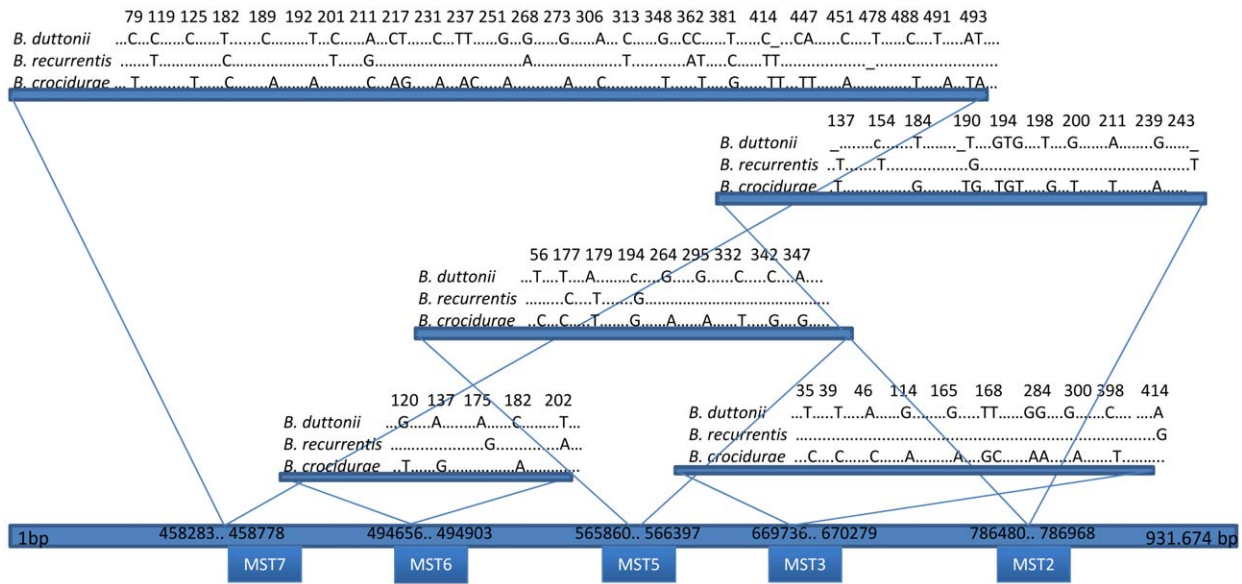 79 119 125 182 189 192 201 211 217 231 237 251 268 273 306 313 348 362 381 414 447 451 478 488 491 493
B. duttonii ...C......C......C......T.......C...........T......C......A......CT......C......TT......G......G......G......A......C......G......CC......T......C_....CA......C......T......C......T......AT...
B. recurrentis .......T..............C.....................T.......G...................................A......................T.............AT......C......TT.................._.........................
B. crocidurae ...T..........T......C.........A.........A..........C....AG......A......AC......A...........A......C..............T.......T......G......TT....TT......A..............T......A.....TA...
137 154 184 190 194 198 200 211 239 243
B. duttonii _........c.......T........_T....GTG....T....G.......A.......G....... _
B. recurrentis ..T.......T..................G............................................T
B. crocidurae ..T..................G.........TG....TGT......G...T.......T........A.......
56 177 179 194 264 295 332 342 347
B. duttonii ...T....T.....A........c.....G......G.......C......C.....A...
B. recurrentis .........C.....T.......G.......................................
B. crocidurae ..C....C.....T.......G......A......A.......T.....G....G....
120 137 175 182 202
B. duttonii ...G......A........A.......C.........T...
B. recurrentis ......................G...............A...
B. crocidurae ..T......G................A............
35 39 46 114 165 168 284 300 398 414
B. duttonii ...T.....T.....A.......G........G......TT......GG....G.......C... .....A
B. recurrentis .....................................................................................G
B. crocidurae ...C......C......C......A..........A....GC......AA.....A.......T.........
1bp 458283.. 458778 494656.. 494903 565860.. 566397 669736.. 670279 786480.. 786968 931.674 bp
MST7 MST6 MST5 MST3 MST2